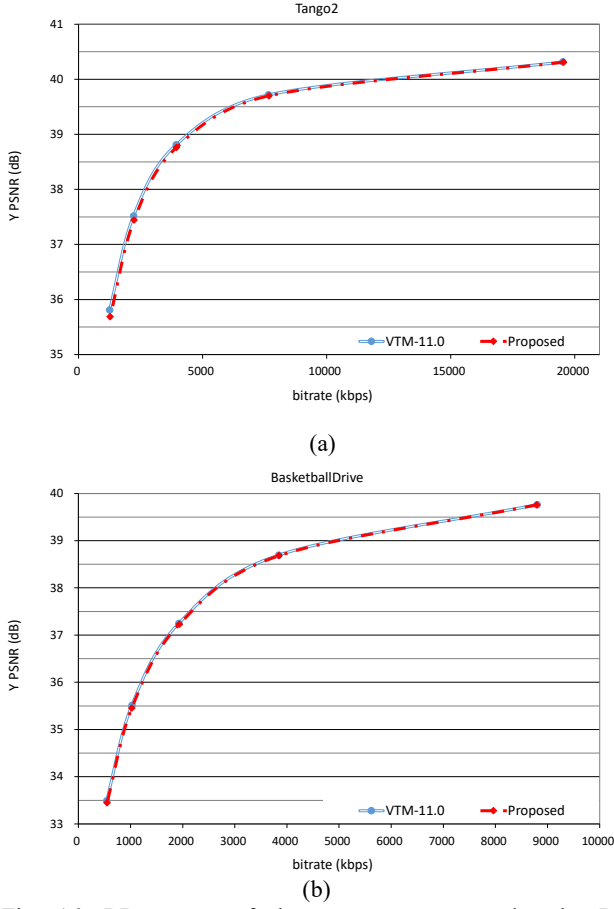 Tango2
41
40
39
38
37
36
35
Y PSNR (dB)
VTM-11.0 Proposed
0 5000 10000 15000 20000
bitrate (kbps)
(a)
BasketballDrive
40
39
38
37
36
35
34
33
Y PSNR (dB)
VTM-11.0 Proposed
0 1000 2000 3000 4000 5000 6000 7000 8000 9000 10000
bitrate (kbps)
(b)